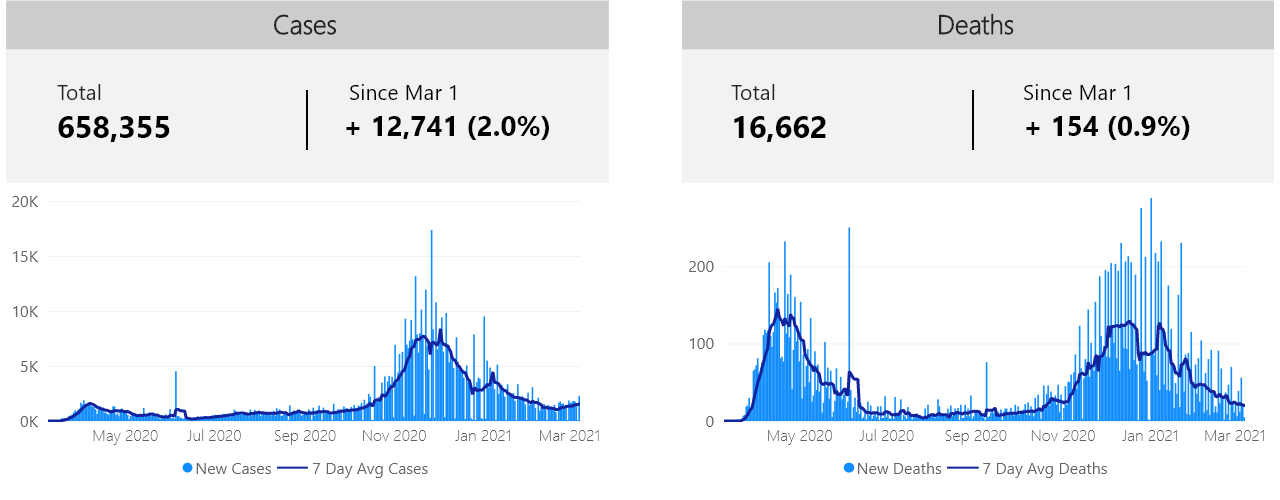 Cases
Total
Since Mar 1
658,355
+ 12,741 (2.0%)
20K
15K
10K
5K
0K
May 2020
Jul 2020
Sep 2020
Nov 2020
Jan 2021
Mar 2021
New Cases
7 Day Avg Cases
Deaths
Total
Since Mar 1
16,662
+ 154 (0.9%)
200
100
0
May 2020
Jul 2020
Sep 2020
Nov 2020
Jan 2021
Mar 2021
New Deaths
7 Day Avg Deaths